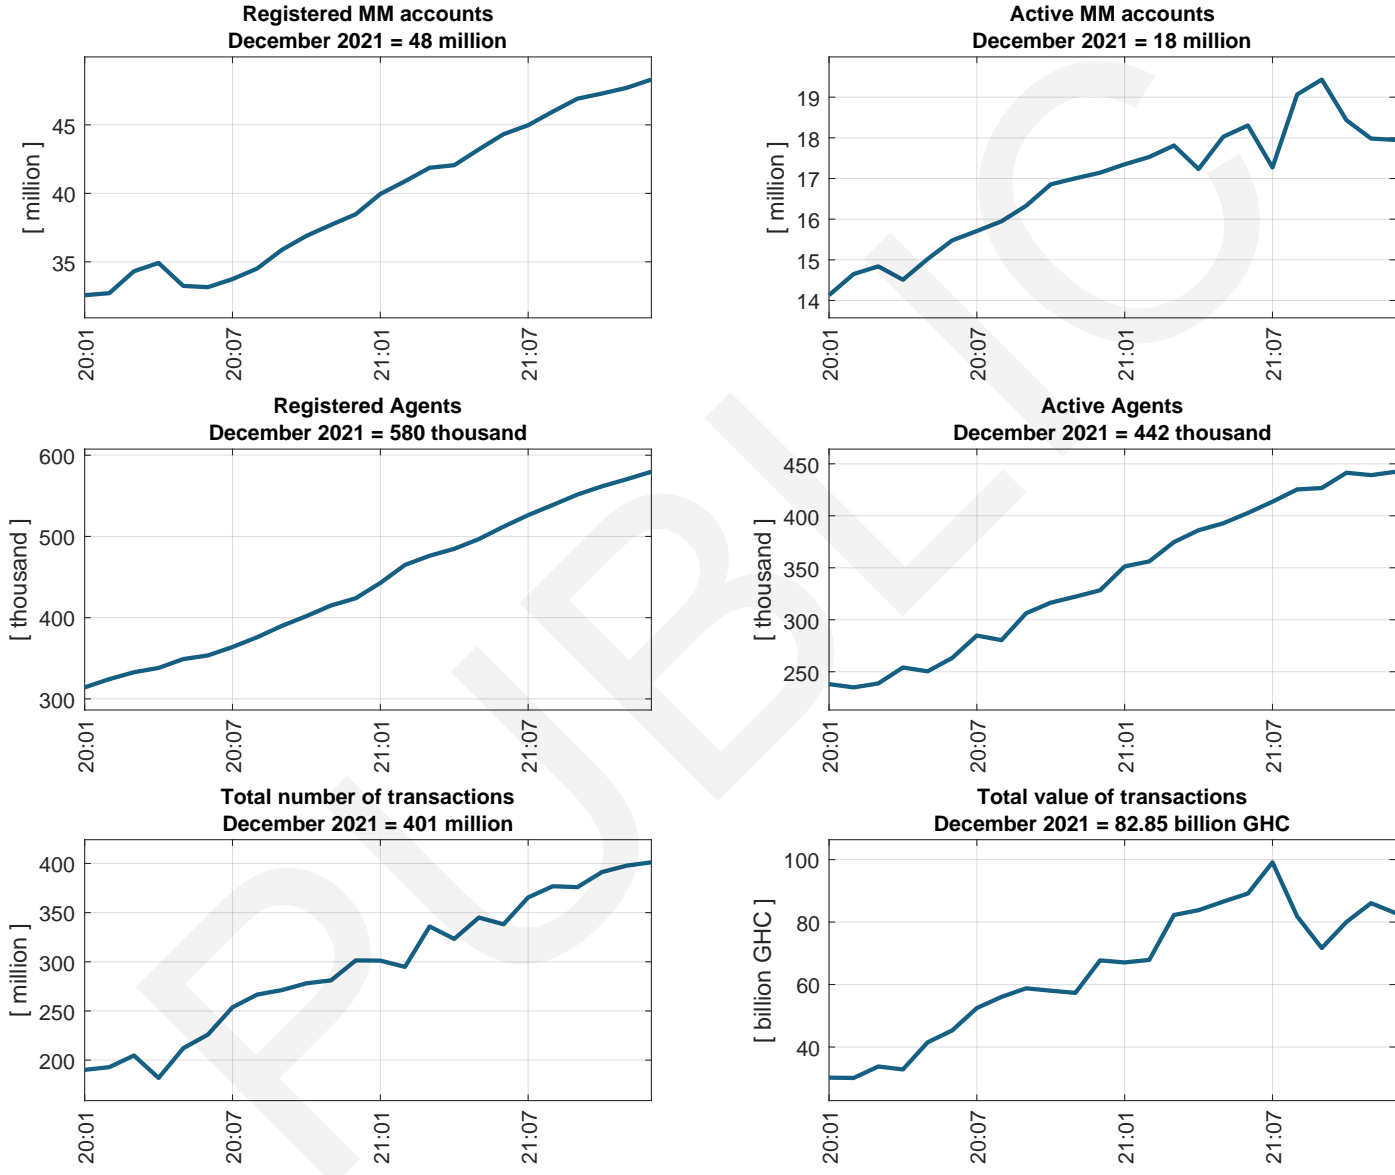 Registered MM accounts
December 2021 = 48 million
[ million ]
45
40
35
20:01
20:07
21:01
21:07
Active MM accounts
December 2021 = 18 million
[ million ]
19
18
17
16
15
14
20:01
20:07
21:01
21:07
Registered Agents
December 2021 = 580 thousand
[ thousand ]
600
500
400
300
20:01
20:07
21:01
21:07
Active Agents
December 2021 = 442 thousand
[ thousand ]
450
400
350
300
250
20:01
20:07
21:01
21:07
Total number of transactions
December 2021 = 401 million
[ million ]
400
350
300
250
200
20:01
20:07
21:01
21:07
Total value of transactions
December 2021 = 82.85 billion GHC
[ billion GHC ]
100
80
60
40
20:01
20:07
21:01
21:07
PUBLIC